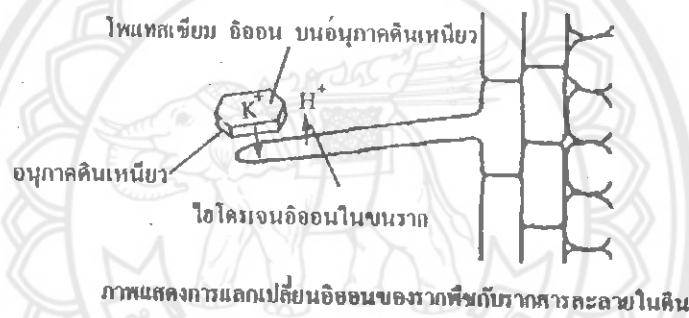 โพแทสเซียม อิออน บนอนุภาคดินเหนียว
K⁺ H⁺
อนุภาคดินเหนียว
ไฮโดรเจนอิออนในขนราก
ภาพแสดงการแลกเปลี่ยนอิออนของรากพืชกับรากสารละลายในดิน